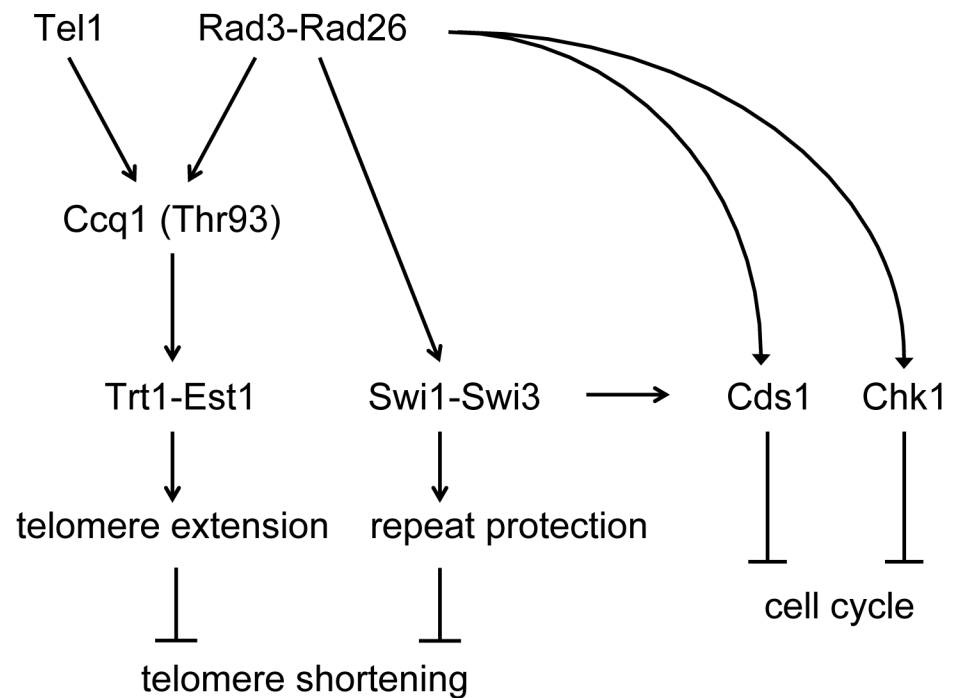 Tel1 Rad3-Rad26
Ccq1 (Thr93)
Trt1-Est1 Swi1-Swi3 Cds1 Chk1
telomere extension repeat protection
cell cycle
telomere shortening